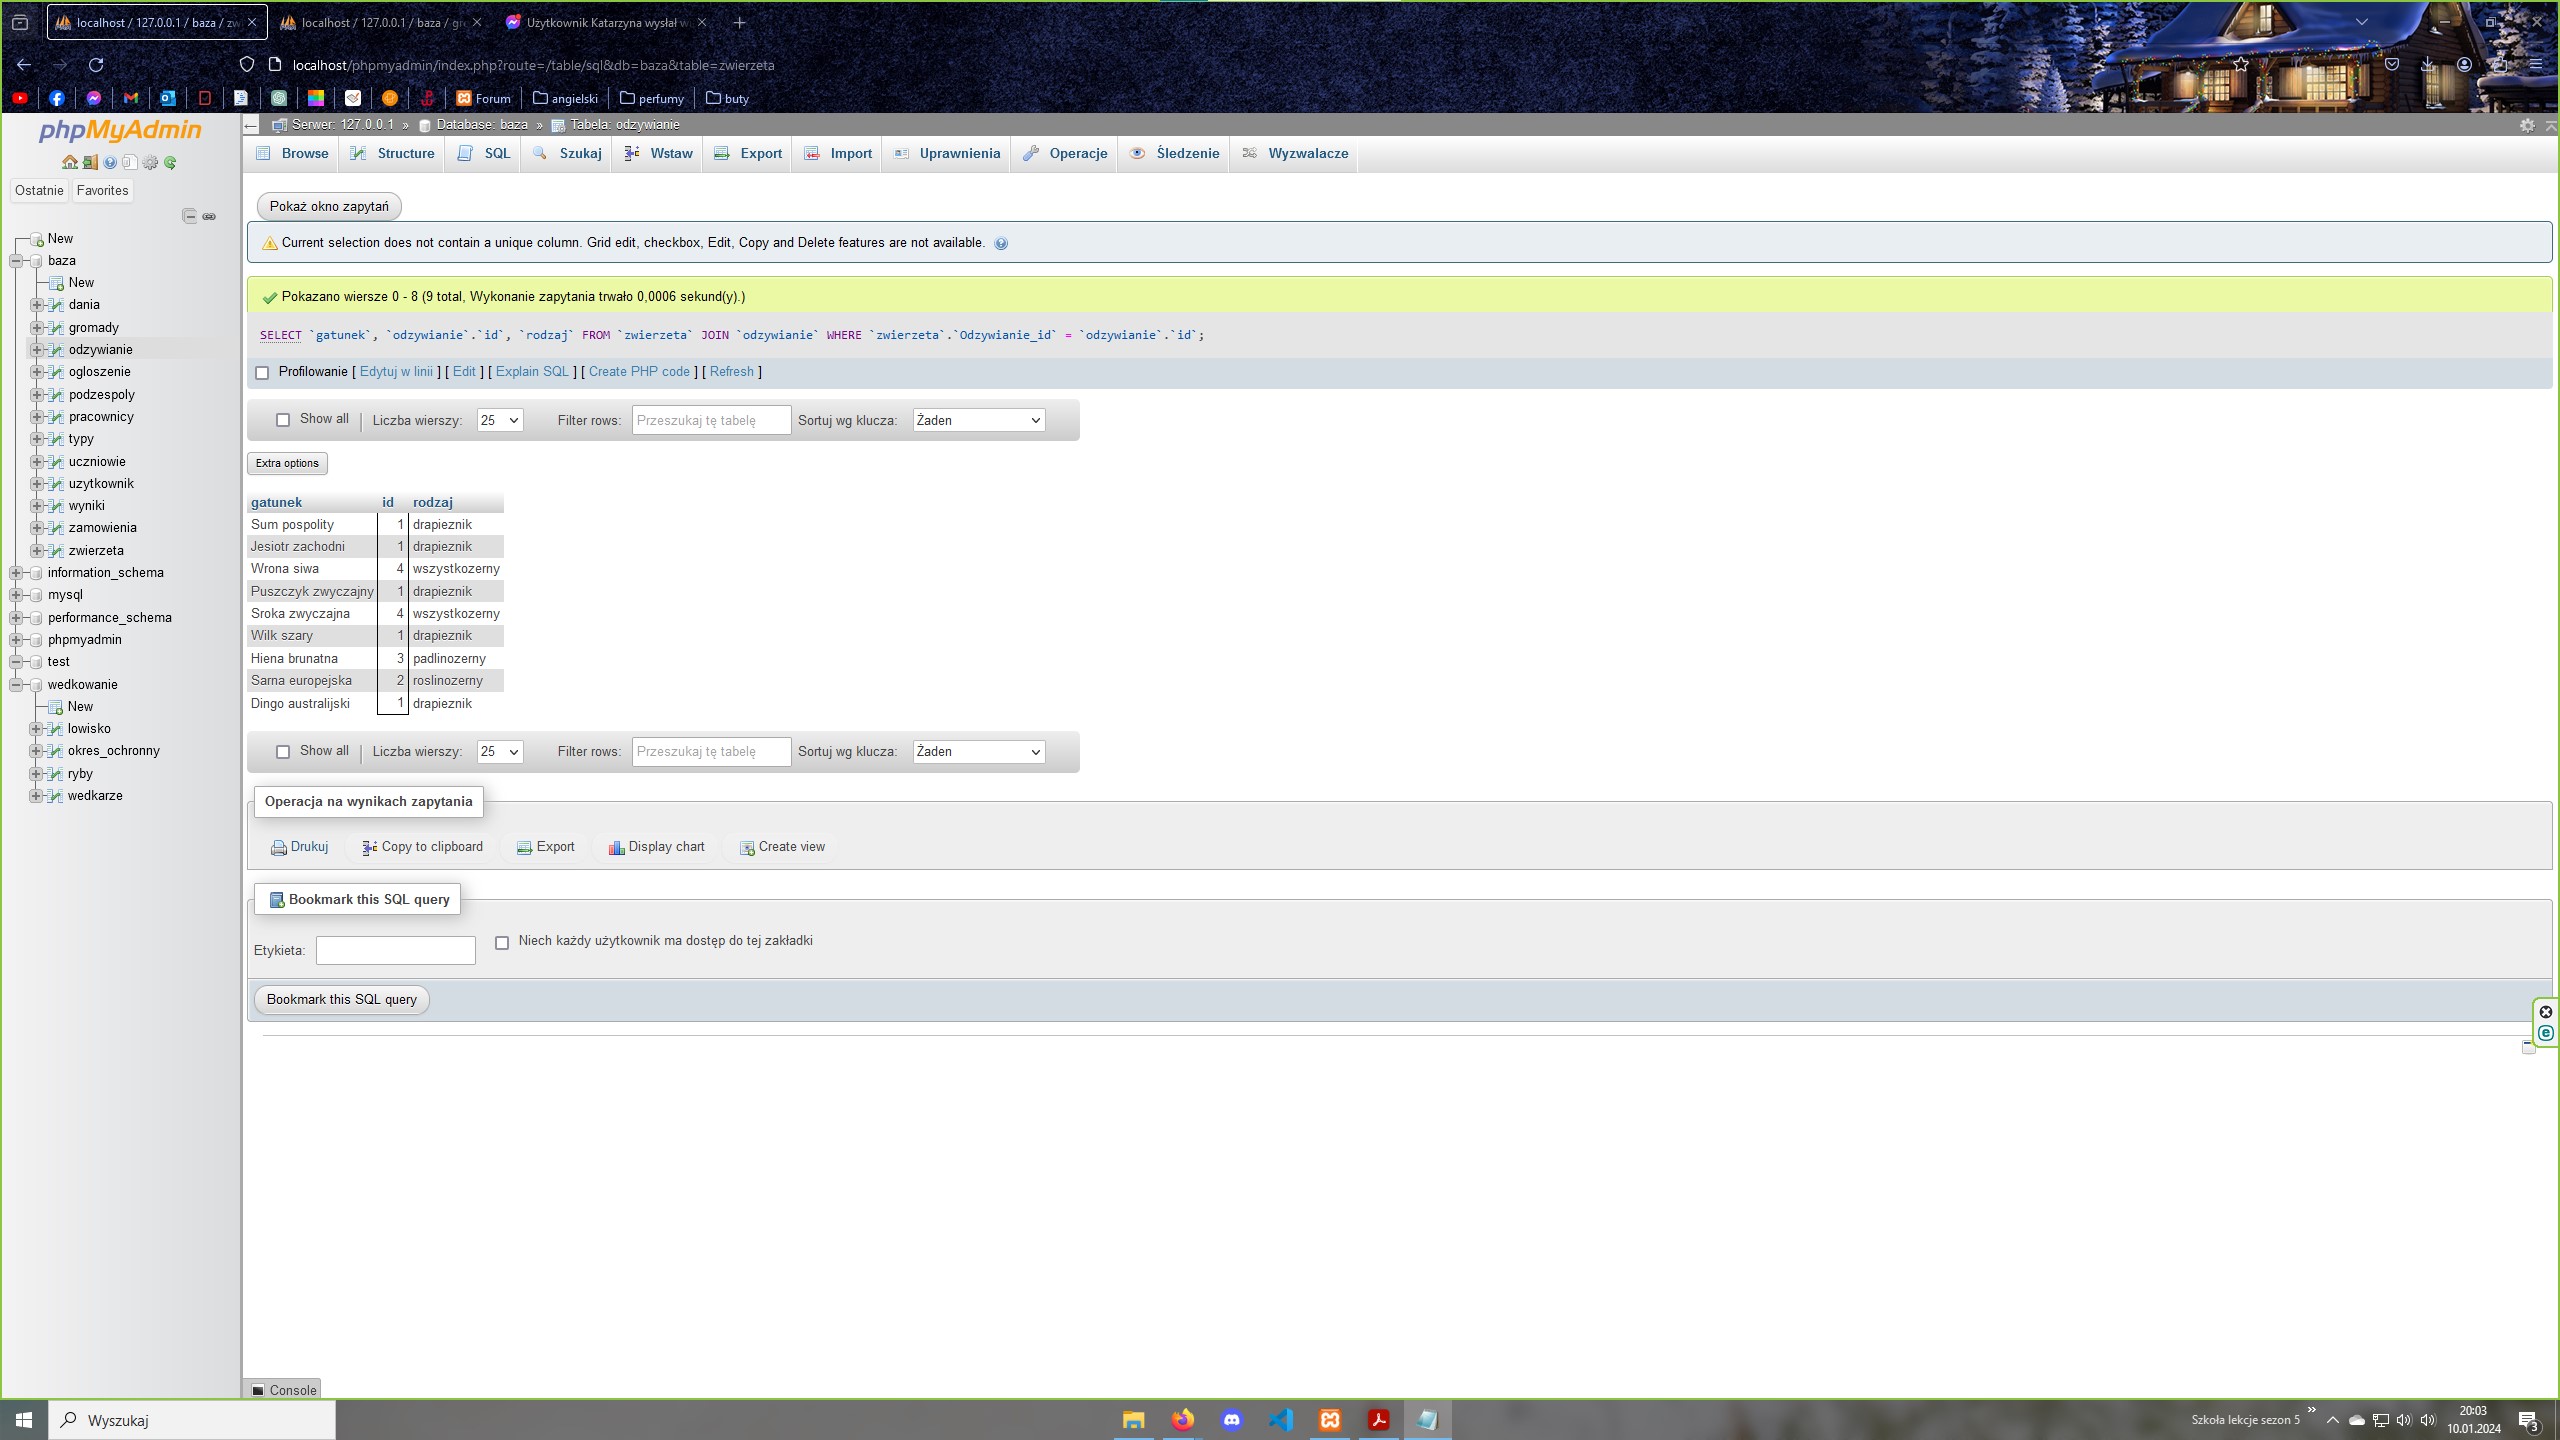 localhost / 127.0.0.1 / baza / zw
localhost / 127.0.0.1 / baza / gr
Użytkownik Katarzyna wysłał w
localhost/phpmyadmin/index.php?route=/table/sql&db=baza&table=zwierzeta
Forum
angielski
perfumy
buty
phpMyAdmin
Ostatnie
Favorites
New
baza
New
dania
gromady
odzywianie
ogloszenie
podzespoly
pracownicy
typy
uczniowie
uzytkownik
wyniki
zamowienia
zwierzeta
information_schema
mysql
performance_schema
phpmyadmin
test
wedkowanie
New
lowisko
okres_ochronny
ryby
wedkarze
Serwer: 127.0.0.1 » Database: baza » Tabela: odzywianie
Browse Structure SQL Szukaj Wstaw Export Import Uprawnienia Operacje Śledzenie Wyzwalacze
Pokaż okno zapytań
Current selection does not contain a unique column. Grid edit, checkbox, Edit, Copy and Delete features are not available.
Pokazano wiersze 0 - 8 (9 total, Wykonanie zapytania trwało 0,0006 sekund(y).)
SELECT `gatunek`, `odzywianie`.`id`, `rodzaj` FROM `zwierzeta` JOIN `odzywianie` WHERE `zwierzeta`.`Odzywianie_id` = `odzywianie`.`id`;
Profilowanie [ Edytuj w linii ] [ Edit ] [ Explain SQL ] [ Create PHP code ] [ Refresh ]
Show all Liczba wierszy: 25 Filter rows: Przeszukaj tę tabelę Sortuj wg klucza: Żaden
Extra options
gatunek id rodzaj
Sum pospolity 1 drapieznik
Jesiotr zachodni 1 drapieznik
Wrona siwa 4 wszystkozerny
Puszczyk zwyczajny 1 drapieznik
Sroka zwyczajna 4 wszystkozerny
Wilk szary 1 drapieznik
Hiena brunatna 3 padlinozerny
Sarna europejska 2 roslinozerny
Dingo australijski 1 drapieznik
Show all Liczba wierszy: 25 Filter rows: Przeszukaj tę tabelę Sortuj wg klucza: Żaden
Operacja na wynikach zapytania
Drukuj Copy to clipboard Export Display chart Create view
Bookmark this SQL query
Etykieta: Niech każdy użytkownik ma dostęp do tej zakładki
Bookmark this SQL query
Console
Wyszukaj
Szkoła lekcje sezon 5
20:03
10.01.2024
3